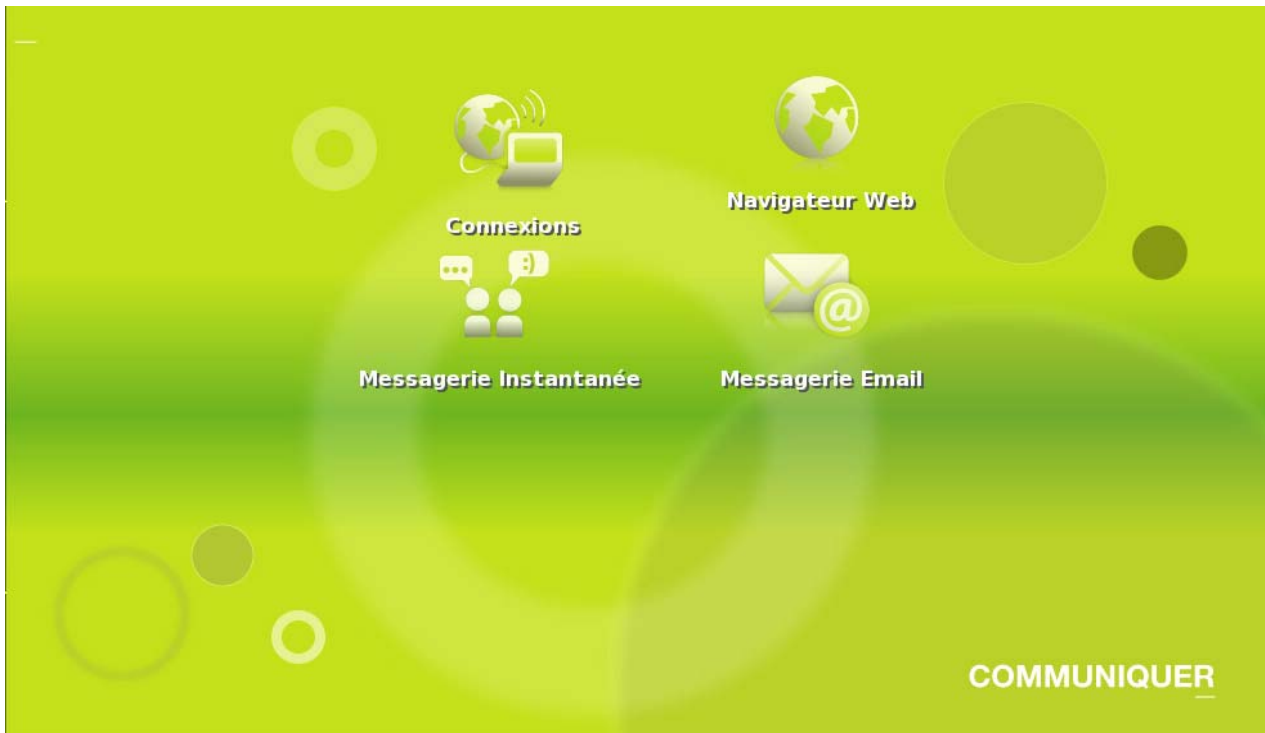 Connexions
Navigateur Web
Messagerie Instantanée
Messagerie Email
COMMUNIQUER